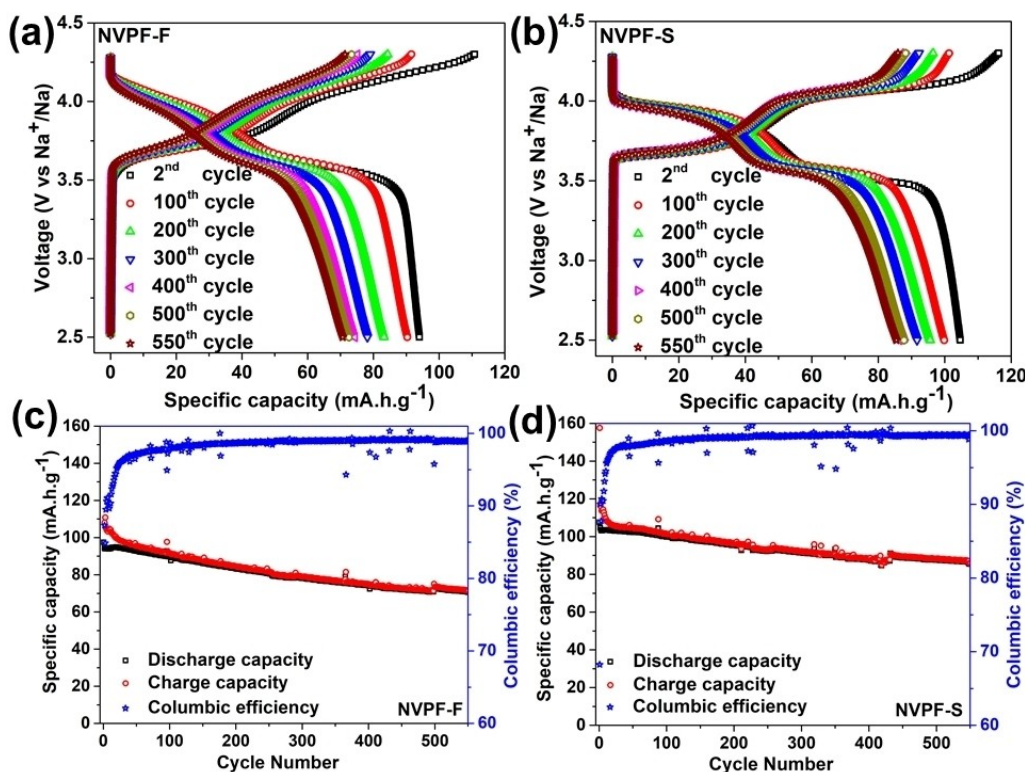 (a)
NVPF-F
4.5
4.0
3.5
3.0
2.5
Voltage (V vs Na⁺/Na)
2ⁿᵈ cycle
100ᵗʰ cycle
200ᵗʰ cycle
300ᵗʰ cycle
400ᵗʰ cycle
500ᵗʰ cycle
550ᵗʰ cycle
0 20 40 60 80 100 120
Specific capacity (mA.h.g⁻¹)
(b)
NVPF-S
4.5
4.0
3.5
3.0
2.5
Voltage (V vs Na⁺/Na)
2ⁿᵈ cycle
100ᵗʰ cycle
200ᵗʰ cycle
300ᵗʰ cycle
400ᵗʰ cycle
500ᵗʰ cycle
550ᵗʰ cycle
0 20 40 60 80 100 120
Specific capacity (mA.h.g⁻¹)
(c)
160
140
120
100
80
60
40
20
0
Specific capacity (mA.h.g⁻¹)
Discharge capacity
Charge capacity
Columbic efficiency
NVPF-F
100
90
80
70
60
Columbic efficiency (%)
0 100 200 300 400 500
Cycle Number
(d)
160
140
120
100
80
60
40
20
0
Specific capacity (mA.h.g⁻¹)
Discharge capacity
Charge capacity
Columbic efficiency
NVPF-S
100
90
80
70
60
Columbic efficiency (%)
0 100 200 300 400 500
Cycle Number